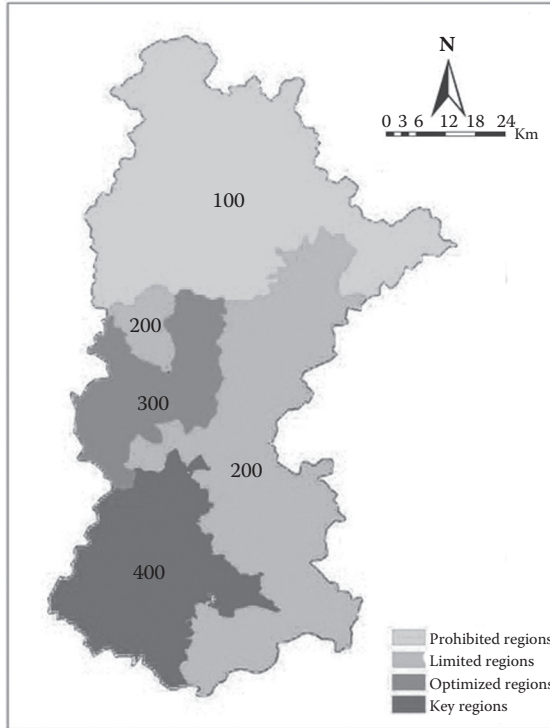 N
0 3 6 12 18 24
Km
100
200
300
200
400
Prohibited regions
Limited regions
Optimized regions
Key regions